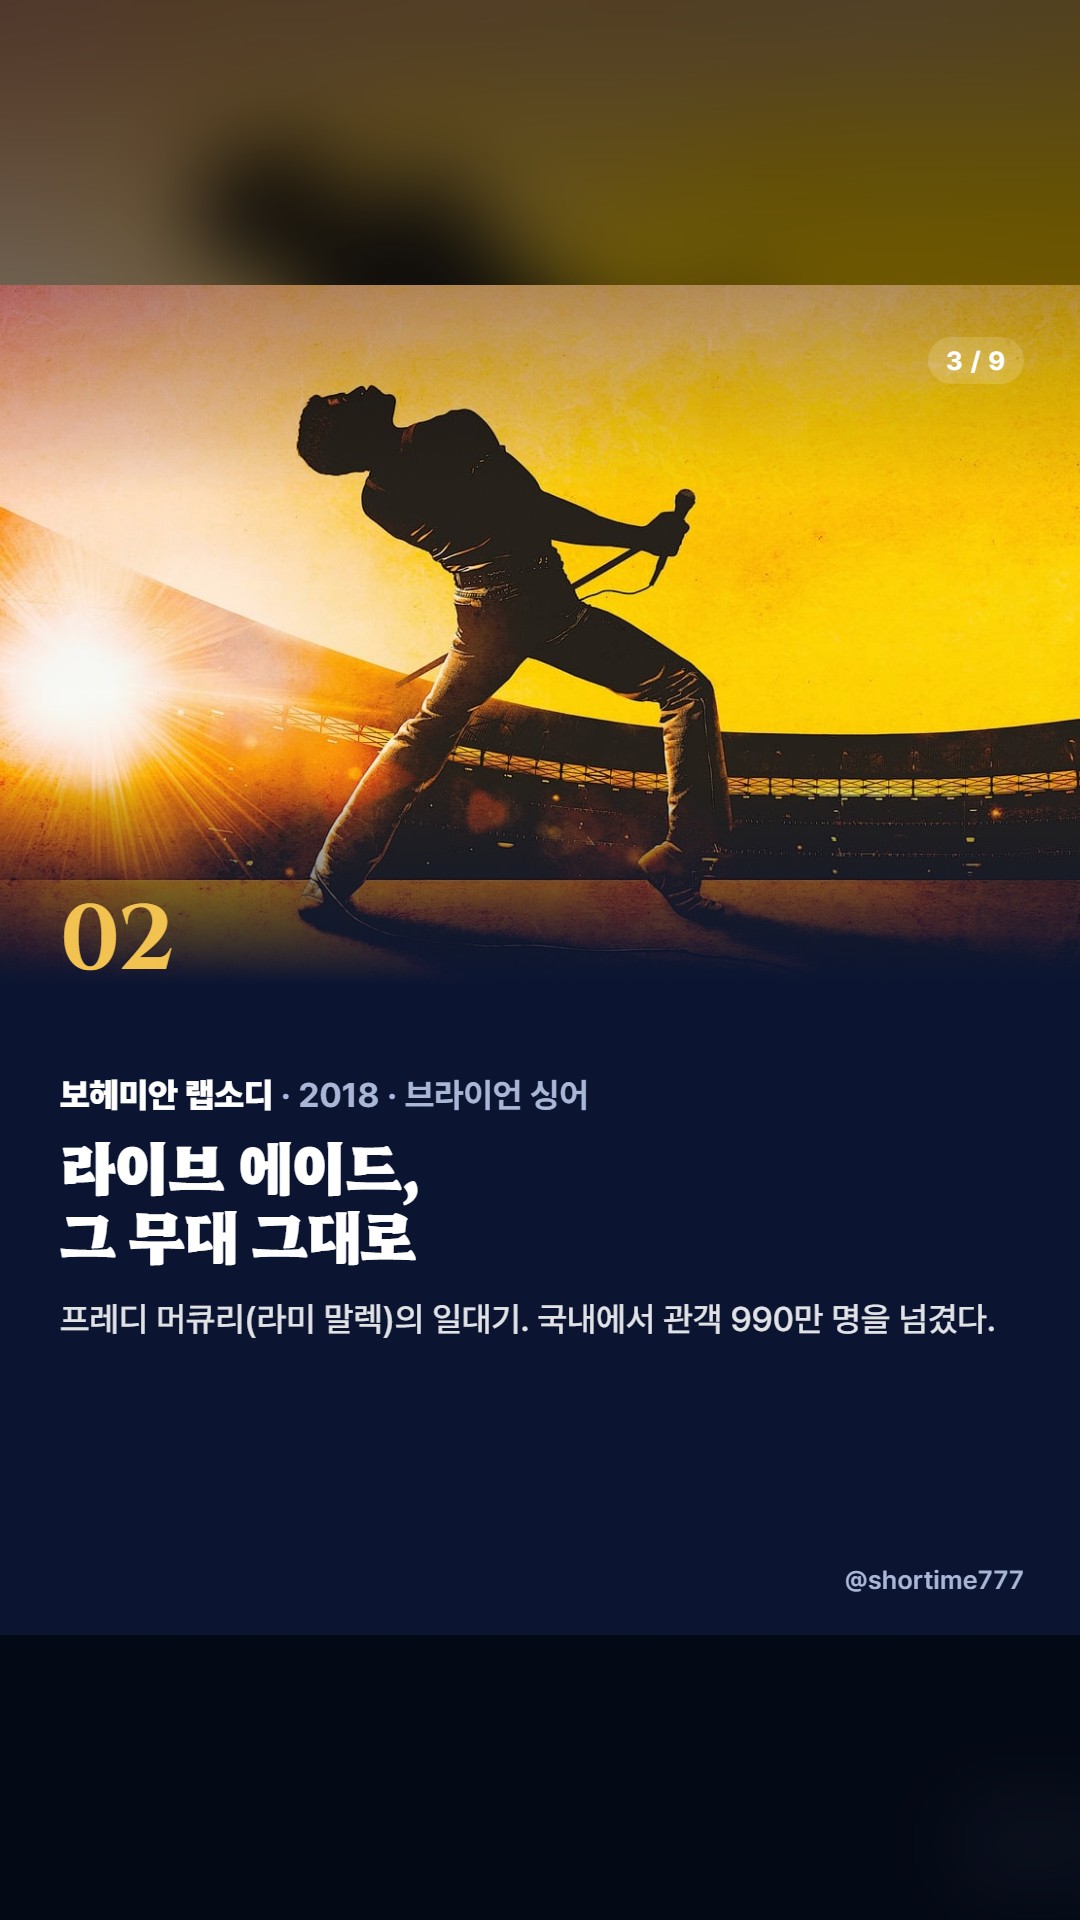 3 / 9
02
보헤미안 랩소디 · 2018 · 브라이언 싱어
라이브 에이드,
그 무대 그대로
프레디 머큐리(라미 말렉)의 일대기. 국내에서 관객 990만 명을 넘겼다.
@shortime777